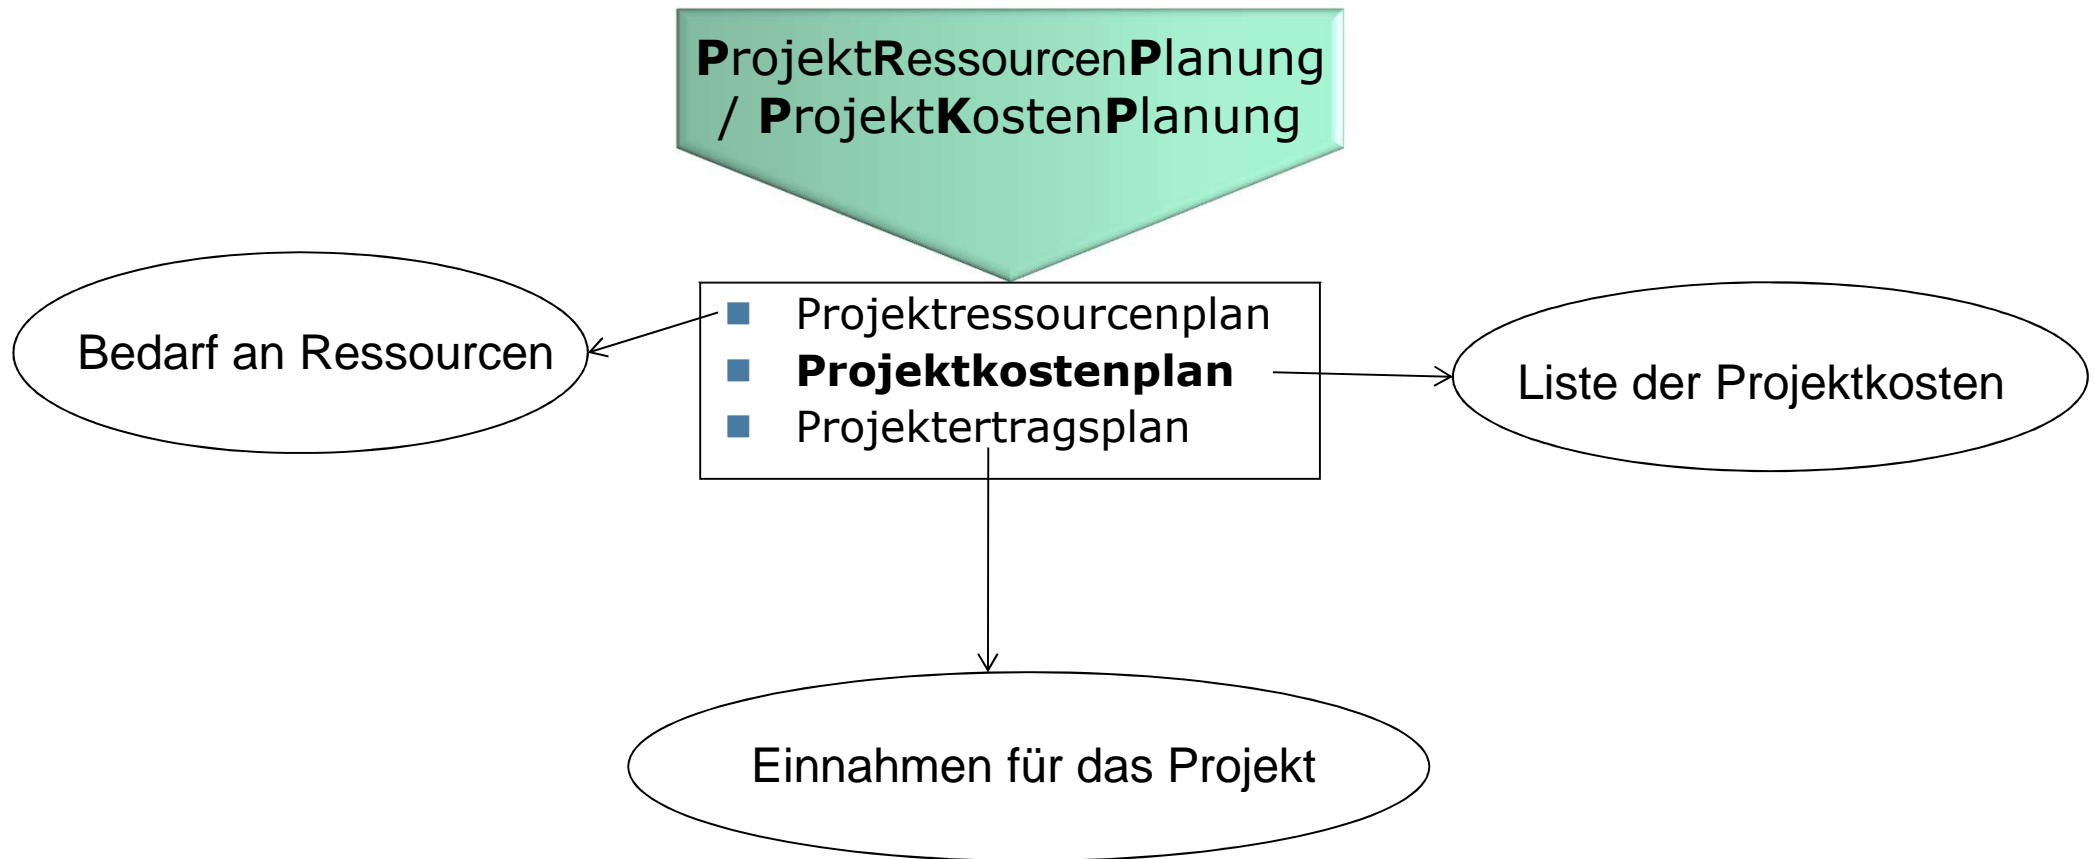 ProjektRessourcenPlanung
/ ProjektKostenPlanung
Bedarf an Ressourcen
Projektressourcenplan
Projektkostenplan
Projektertragsplan
Liste der Projektkosten
Einnahmen für das Projekt